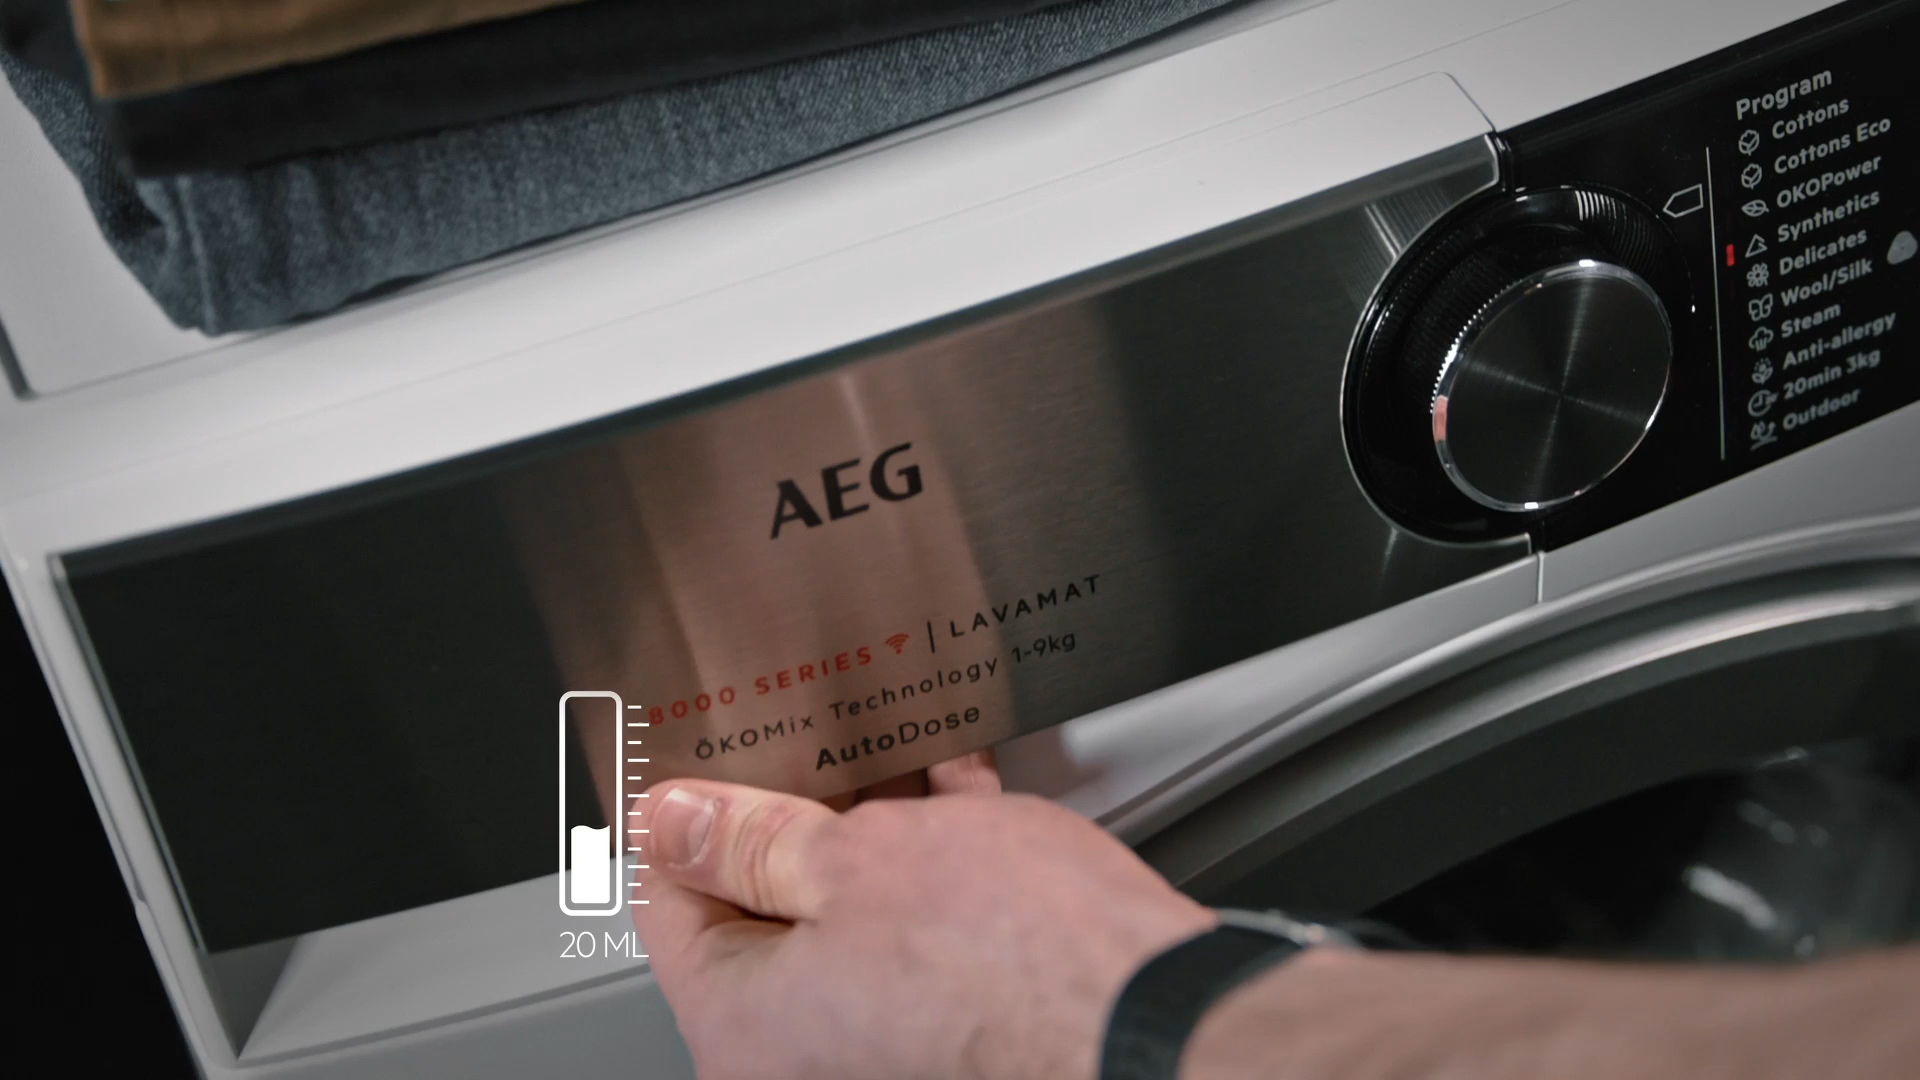 AEG
8000 SERIES | LAVAMAT
ÖKOMix Technology 1-9kg
AutoDose
20 ML
Program
Cottons
Cottons Eco
OKOPower
Synthetics
Delicates
Wool/Silk
Steam
Anti-allergy
20min 3kg
Outdoor